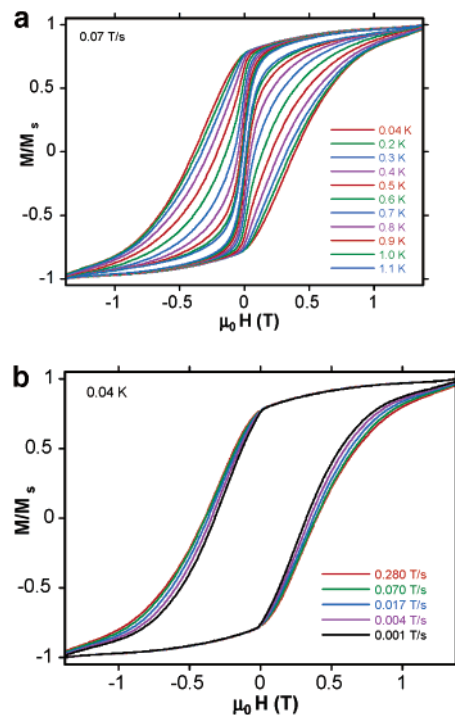 a
0.07 T/s
1
0.5
0
-0.5
-1
M/M s
0.04 K
0.2 K
0.3 K
0.4 K
0.5 K
0.6 K
0.7 K
0.8 K
0.9 K
1.0 K
1.1 K
-1 -0.5 0 0.5 1
μ₀ H (T)
b
0.04 K
1
0.5
0
-0.5
-1
M/M s
0.280 T/s
0.070 T/s
0.017 T/s
0.004 T/s
0.001 T/s
-1 -0.5 0 0.5 1
μ₀ H (T)